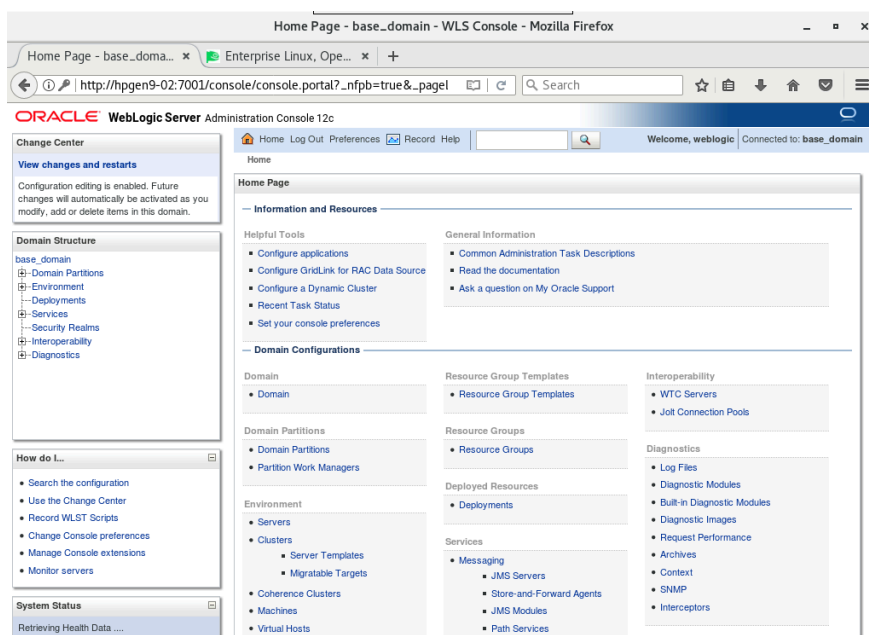 Home Page - base_domain - WLS Console - Mozilla Firefox
Home Page - base_doma... × Enterprise Linux, Ope... × +
http://hpgen9-02:7001/console/console.portal?_nfpb=true&_pagel Search
ORACLE WebLogic Server Administration Console 12c
Change Center
View changes and restarts
Configuration editing is enabled. Future
changes will automatically be activated as you
modify, add or delete items in this domain.
Domain Structure
base_domain
Domain Partitions
Environment
Deployments
Services
Security Realms
Interoperability
Diagnostics
How do I...
Search the configuration
Use the Change Center
Record WLST Scripts
Change Console preferences
Manage Console extensions
Monitor servers
System Status
Retrieving Health Data ....
Home Log Out Preferences Record Help
Welcome, weblogic Connected to: base_domain
Home
Home Page
Information and Resources
Helpful Tools
Configure applications
Configure GridLink for RAC Data Source
Configure a Dynamic Cluster
Recent Task Status
Set your console preferences
General Information
Common Administration Task Descriptions
Read the documentation
Ask a question on My Oracle Support
Domain Configurations
Domain
Domain
Domain Partitions
Domain Partitions
Partition Work Managers
Environment
Servers
Clusters
Server Templates
Migratable Targets
Coherence Clusters
Machines
Virtual Hosts
Resource Group Templates
Resource Group Templates
Resource Groups
Resource Groups
Deployed Resources
Deployments
Services
Messaging
JMS Servers
Store-and-Forward Agents
JMS Modules
Path Services
Interoperability
WTC Servers
Jolt Connection Pools
Diagnostics
Log Files
Diagnostic Modules
Built-in Diagnostic Modules
Diagnostic Images
Request Performance
Archives
Context
SNMP
Interceptors